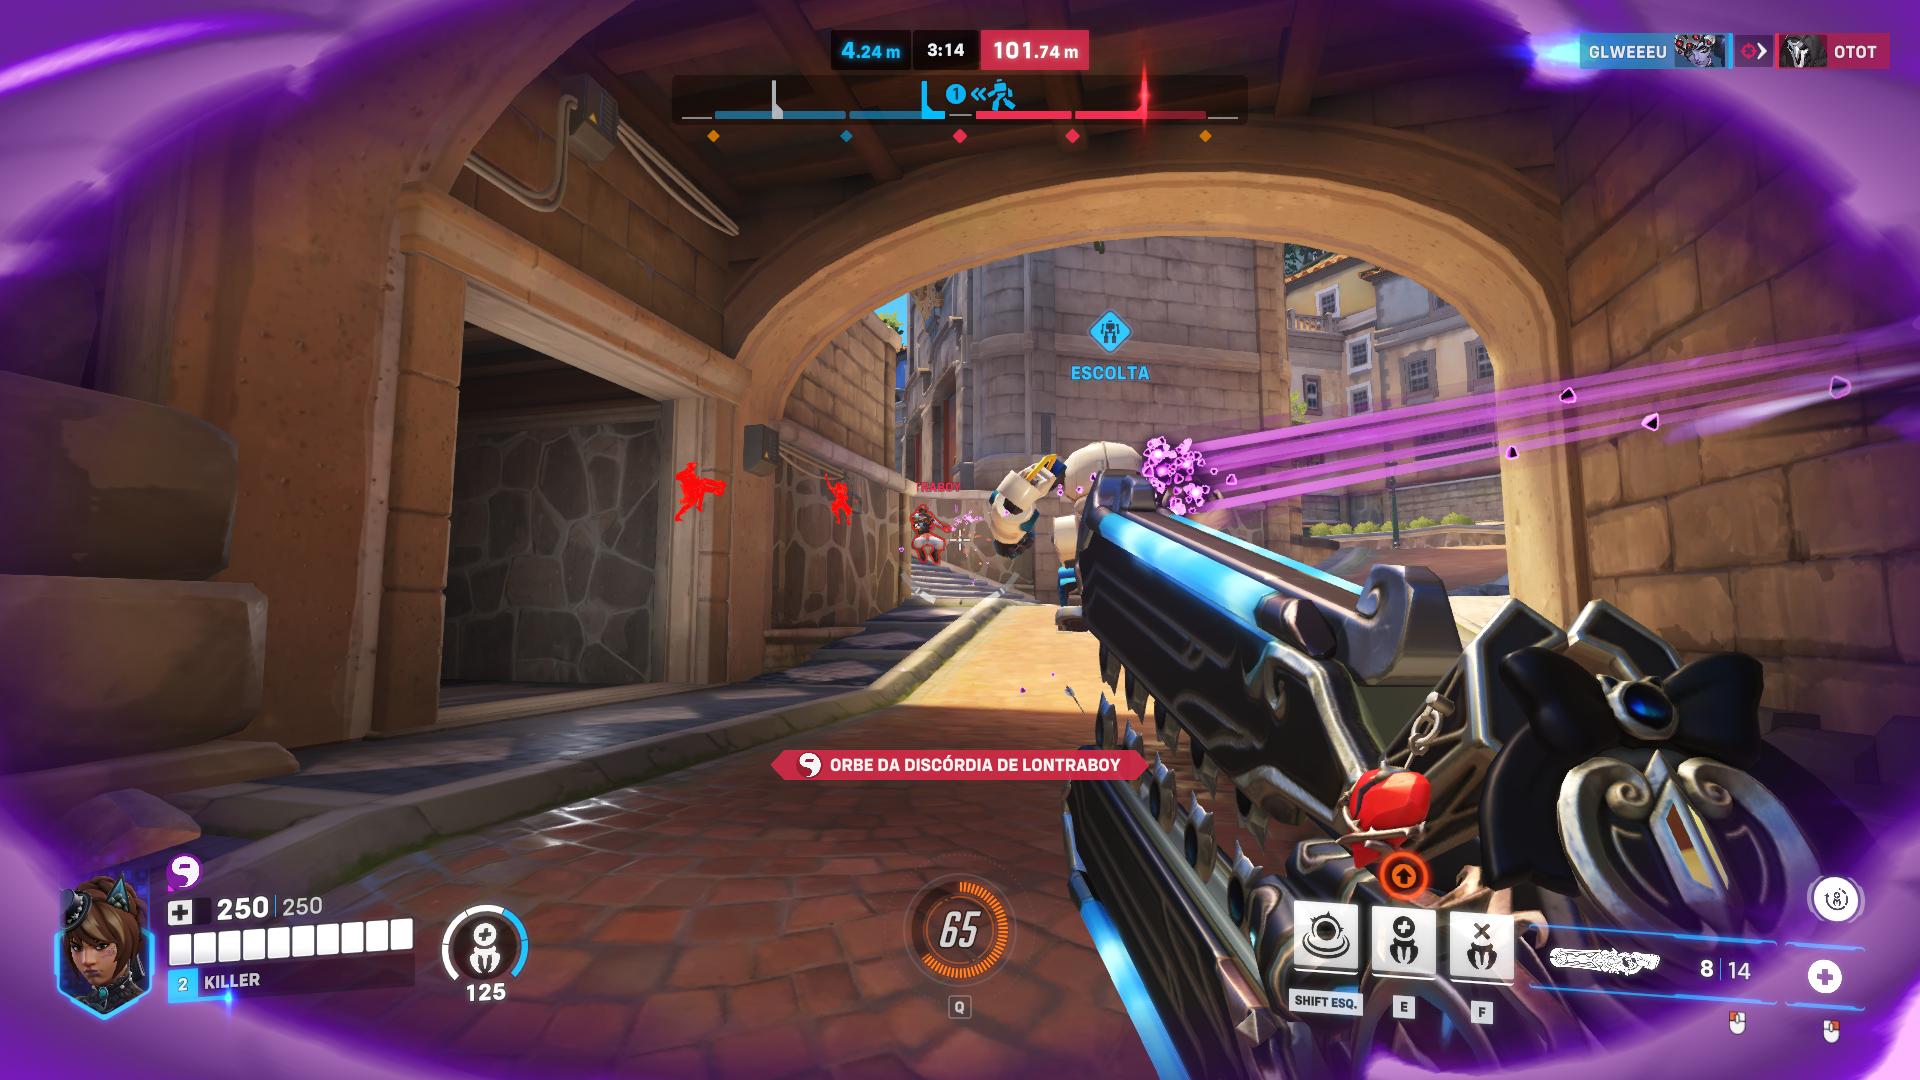 4.24 m
3:14
101.74 m
GLWEEEU
OTOT
1
ESCOLTA
ORBE DA DISCÓRDIA DE LONTRABOY
250 | 250
2 KILLER
125
65
Q
SHIFT ESQ.
E
F
8 | 14